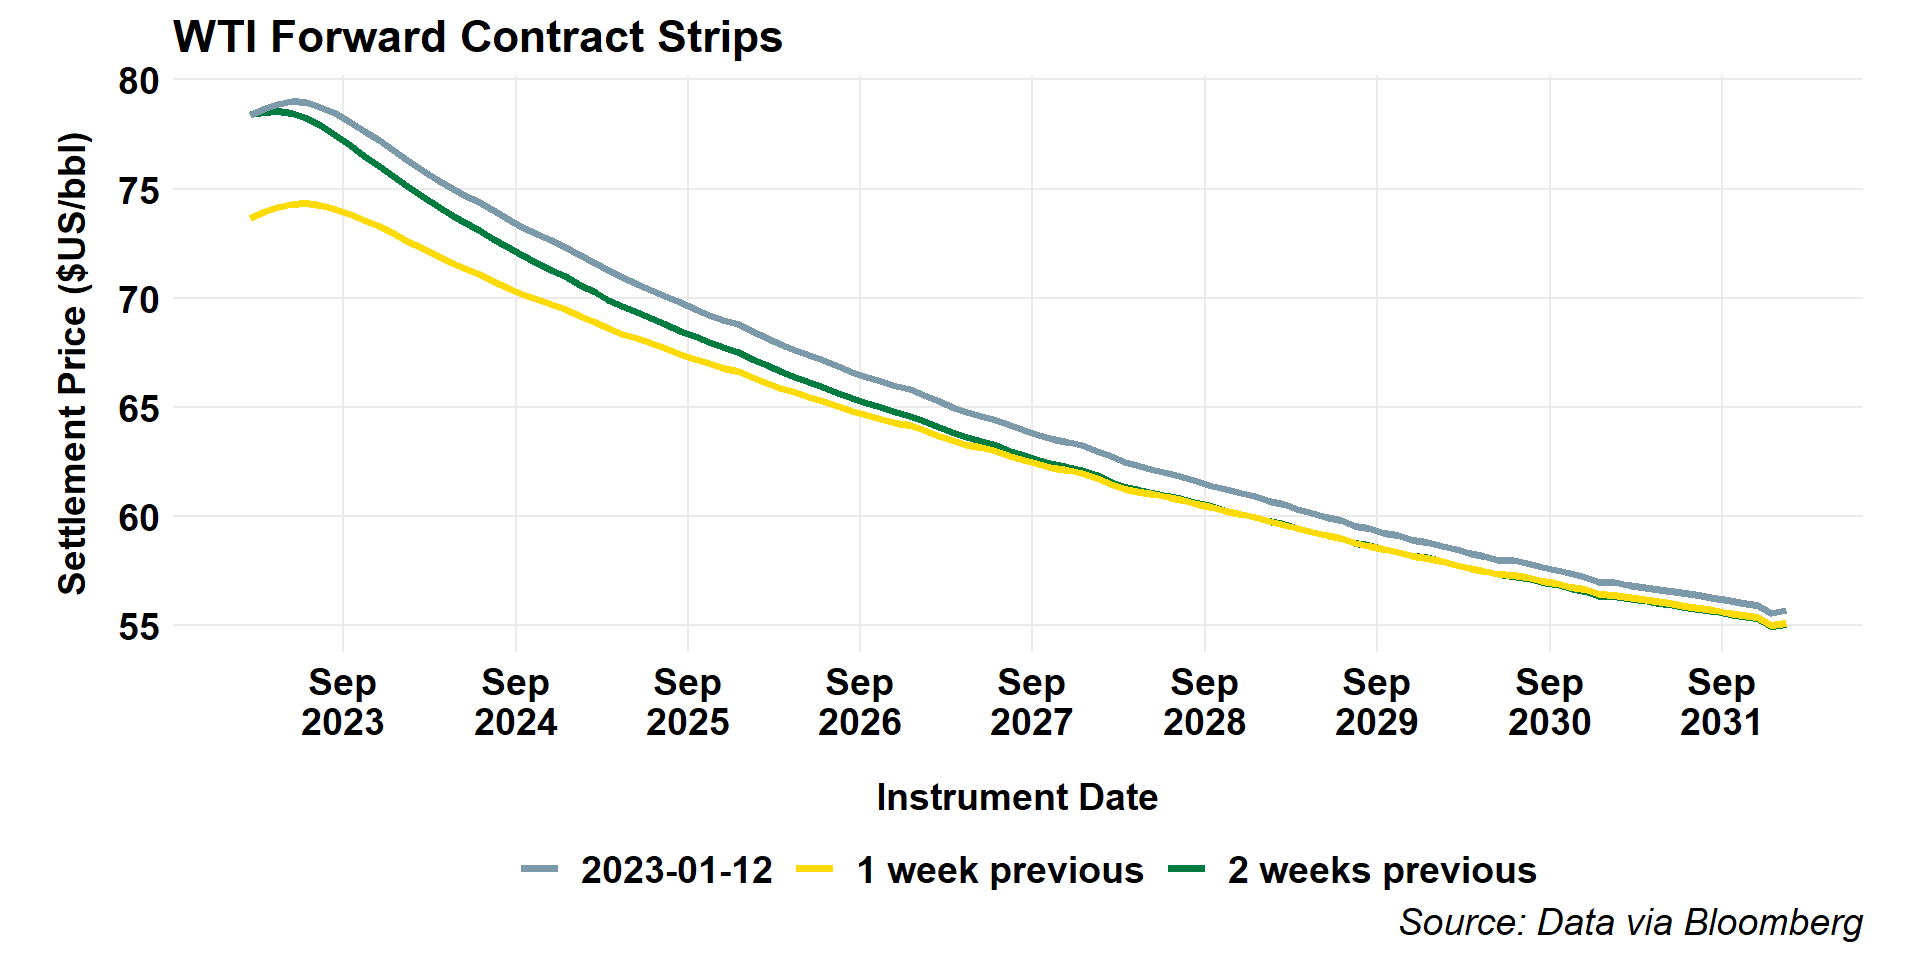 WTI Forward Contract Strips
Settlement Price ($US/bbl)
80
75
70
65
60
55
Sep 2023
Sep 2024
Sep 2025
Sep 2026
Sep 2027
Sep 2028
Sep 2029
Sep 2030
Sep 2031
Instrument Date
2023-01-12 1 week previous 2 weeks previous
Source: Data via Bloomberg